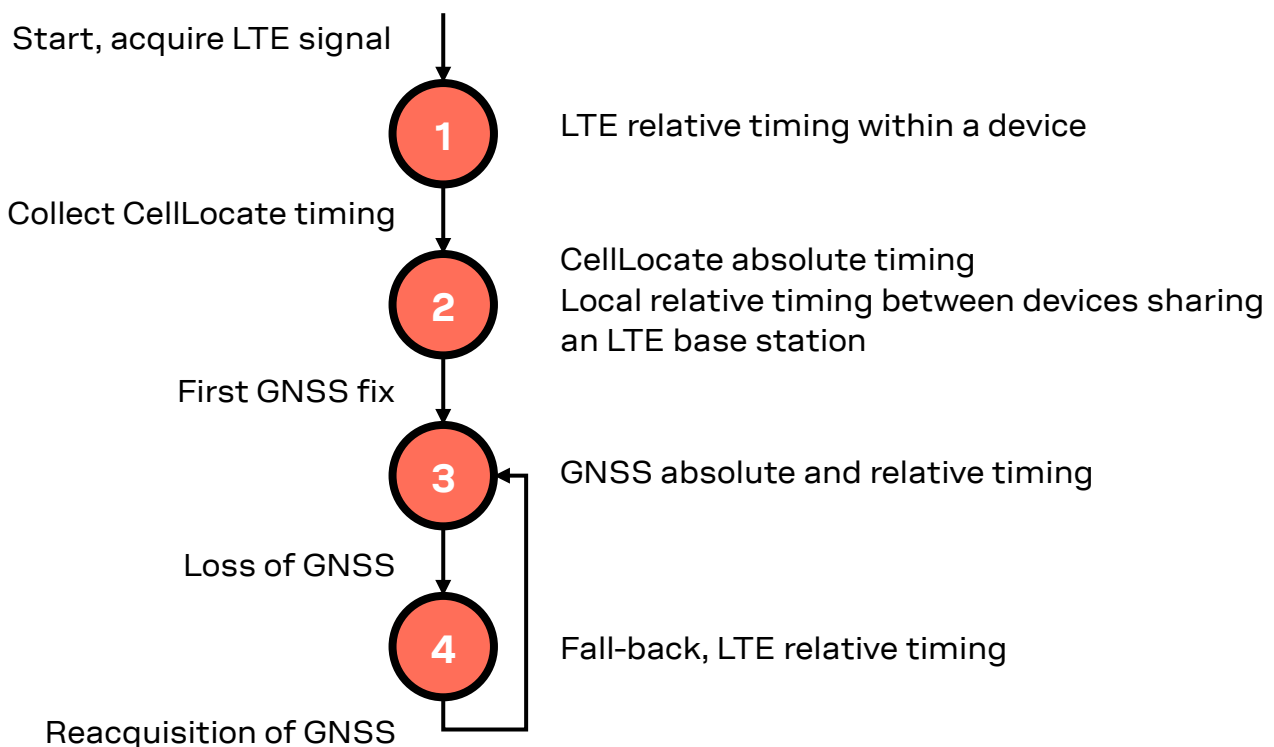 Start, acquire LTE signal
1
LTE relative timing within a device
Collect CellLocate timing
2
CellLocate absolute timing
Local relative timing between devices sharing
an LTE base station
First GNSS fix
3
GNSS absolute and relative timing
Loss of GNSS
4
Fall-back, LTE relative timing
Reacquisition of GNSS